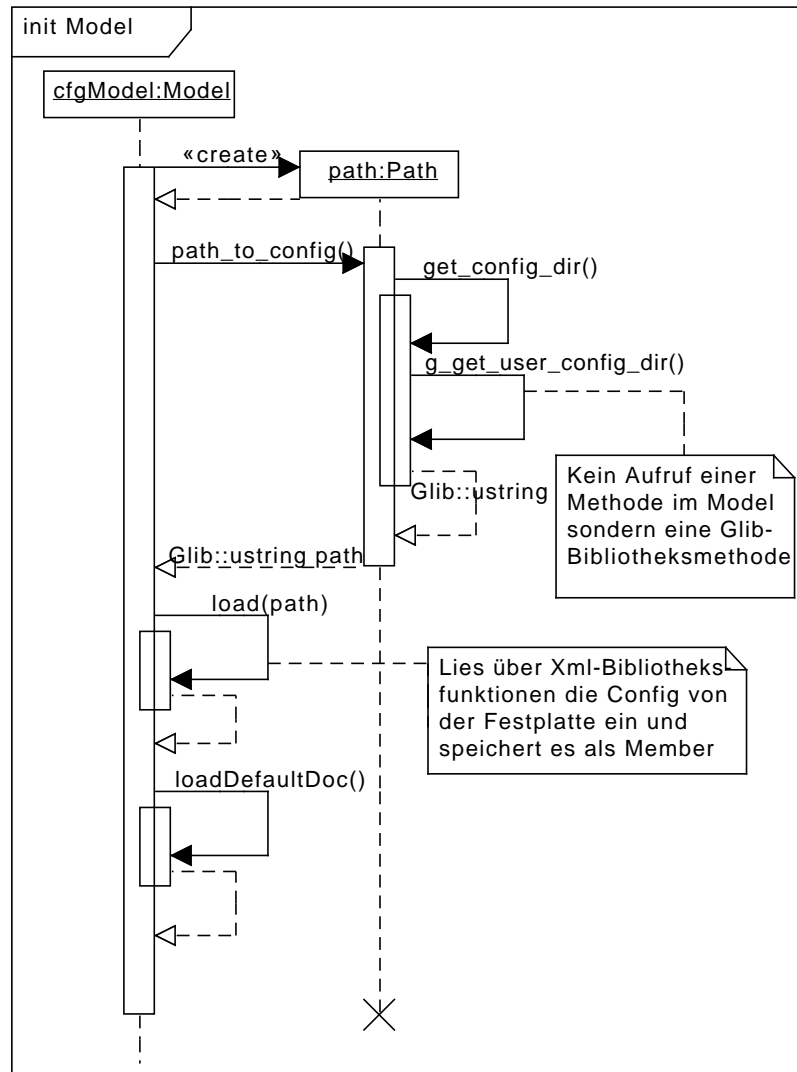 init Model
cfgModel:Model
«create»
path:Path
path_to_config()
get_config_dir()
g_get_user_config_dir()
Glib::ustring
Kein Aufruf einer
Methode im Model
sondern eine Glib-
Bibliotheksmethode
Glib::ustring path
load(path)
Lies über Xml-Bibliotheks-
funktionen die Config von
der Festplatte ein und
speichert es als Member
loadDefaultDoc()